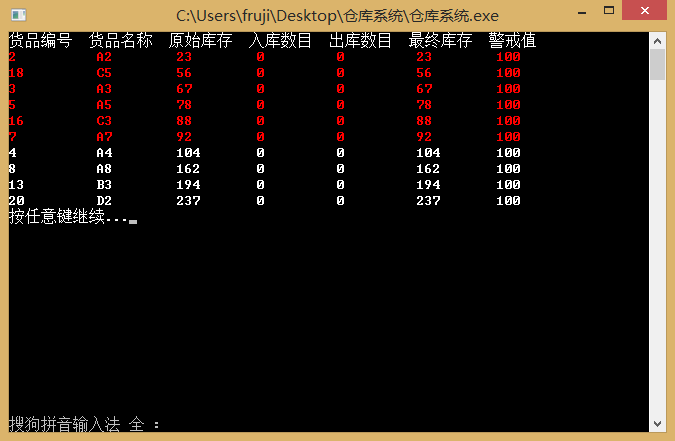 C:\Users\fruji\Desktop\仓库系统\仓库系统.exe
货品编号 货品名称 原始库存 入库数目 出库数目 最终库存 警戒值
2 A2 23 0 0 23 100
18 C5 56 0 0 56 100
3 A3 67 0 0 67 100
5 A5 78 0 0 78 100
16 C3 88 0 0 88 100
7 A7 92 0 0 92 100
4 A4 104 0 0 104 100
8 A8 162 0 0 162 100
13 B3 194 0 0 194 100
20 D2 237 0 0 237 100
按任意键继续...
搜狗拼音输入法 全 :